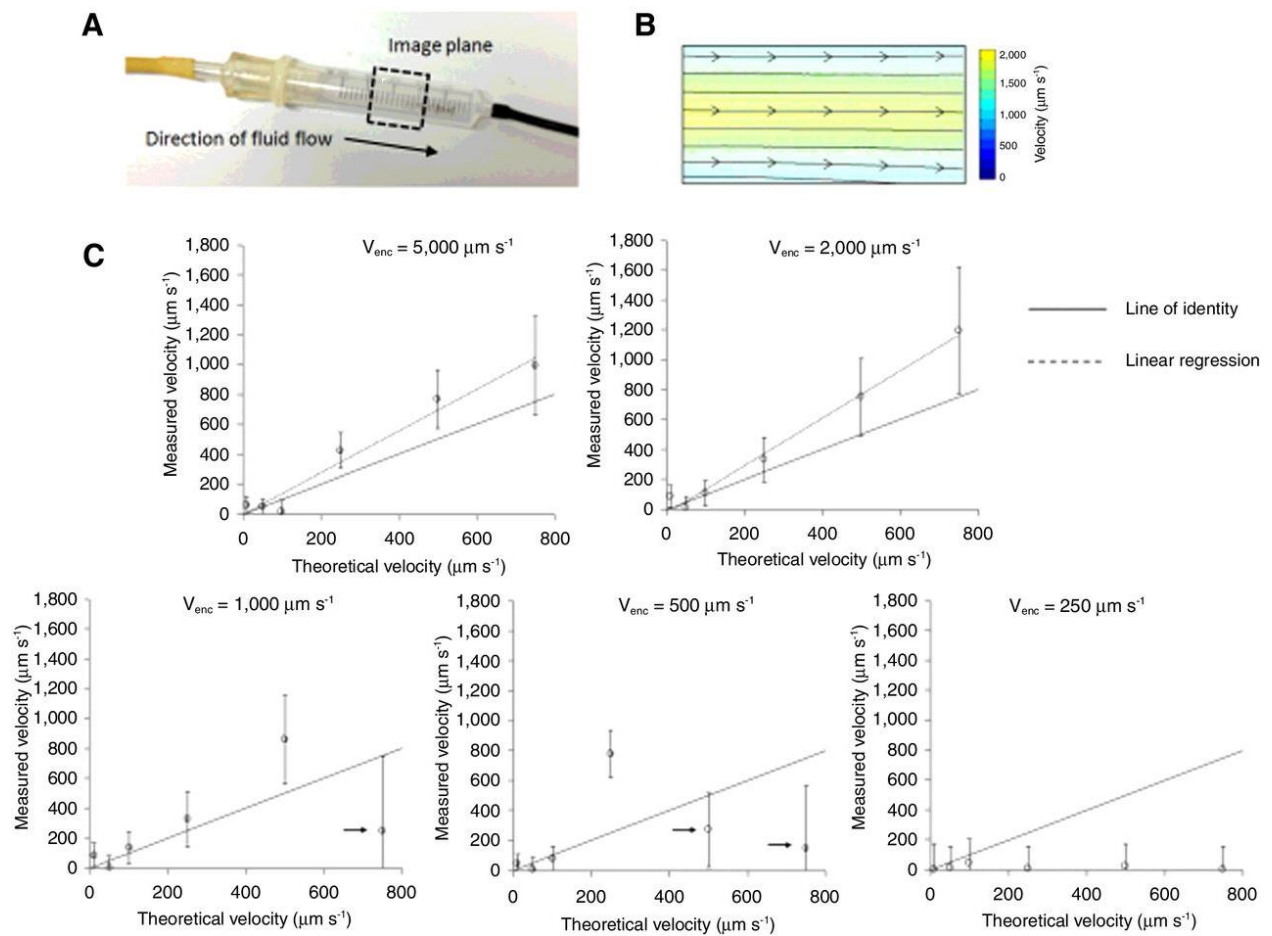 A
Image plane
Direction of fluid flow
B
2,000
1,500
1,000
500
0
Velocity (μm s⁻¹)
C
Venc = 5,000 μm s⁻¹
1,800
1,600
1,400
1,200
1,000
800
600
400
200
0
Measured velocity (μm s⁻¹)
0 200 400 600 800
Theoretical velocity (μm s⁻¹)
Venc = 2,000 μm s⁻¹
1,800
1,600
1,400
1,200
1,000
800
600
400
200
0
Measured velocity (μm s⁻¹)
0 200 400 600 800
Theoretical velocity (μm s⁻¹)
Line of identity
Linear regression
Venc = 1,000 μm s⁻¹
1,800
1,600
1,400
1,200
1,000
800
600
400
200
0
Measured velocity (μm s⁻¹)
0 200 400 600 800
Theoretical velocity (μm s⁻¹)
Venc = 500 μm s⁻¹
1,800
1,600
1,400
1,200
1,000
800
600
400
200
0
Measured velocity (μm s⁻¹)
0 200 400 600 800
Theoretical velocity (μm s⁻¹)
Venc = 250 μm s⁻¹
1,800
1,600
1,400
1,200
1,000
800
600
400
200
0
Measured velocity (μm s⁻¹)
0 200 400 600 800
Theoretical velocity (μm s⁻¹)